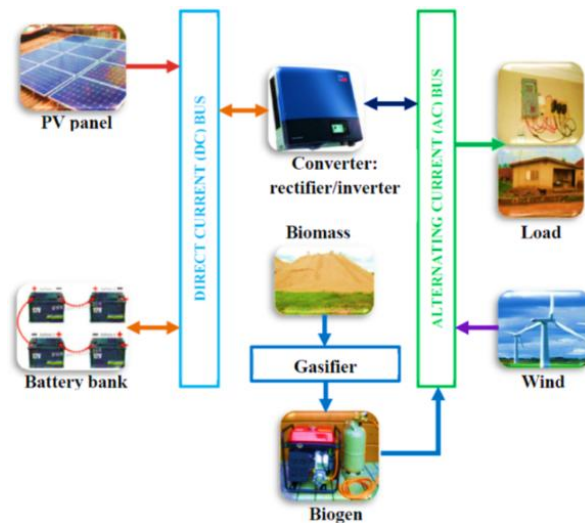 PV panel
DIRECT CURRENT (DC) BUS
Converter:
rectifier/inverter
ALTERNATING CURRENT (AC) BUS
Load
Biomass
Gasifier
Battery bank
Biogen
Wind